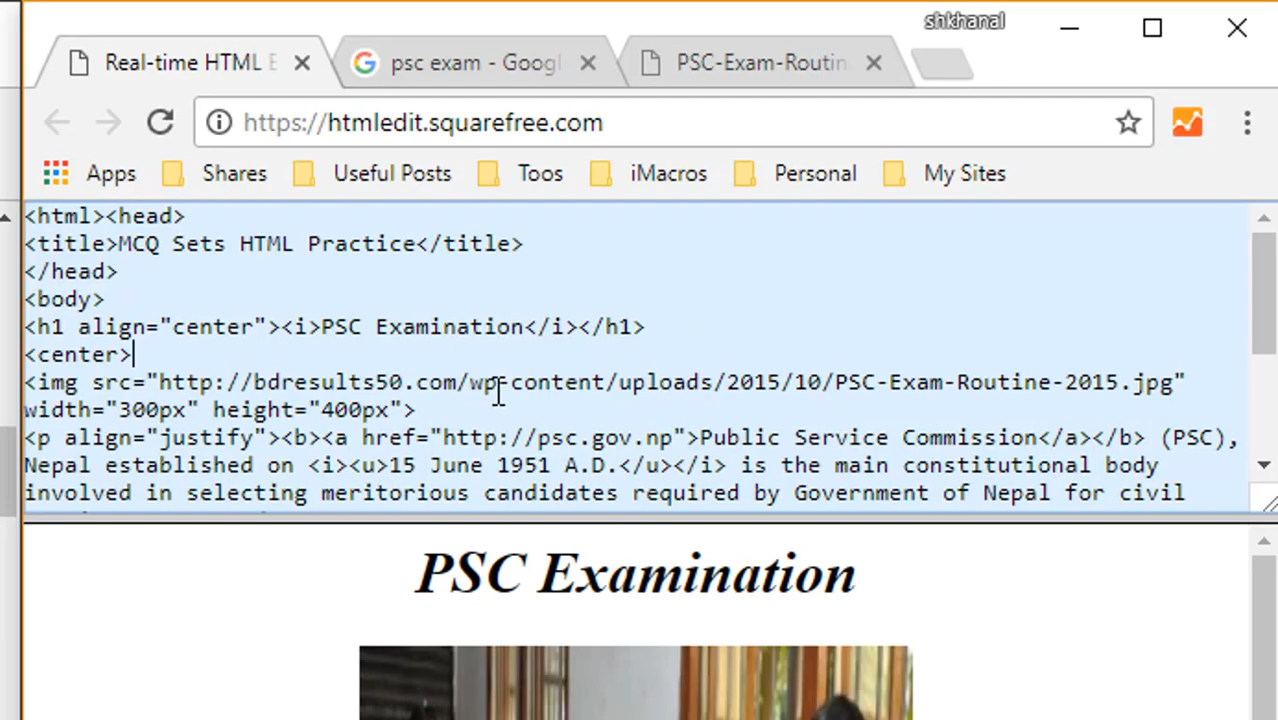 shkhanal
Real-time HTML E
psc exam - Googl
PSC-Exam-Routin
https://htmledit.squarefree.com
Apps Shares Useful Posts Toos iMacros Personal My Sites
<html><head>
<title>MCQ Sets HTML Practice</title>
</head>
<body>
<h1 align="center"><i>PSC Examination</i></h1>
<center>
<img src="http://bdresults50.com/wp-content/uploads/2015/10/PSC-Exam-Routine-2015.jpg"
width="300px" height="400px">
<p align="justify"><b><a href="http://psc.gov.np">Public Service Commission</a></b> (PSC),
Nepal established on <i><u>15 June 1951 A.D.</u></i> is the main constitutional body
involved in selecting meritorious candidates required by Government of Nepal for civil
PSC Examination